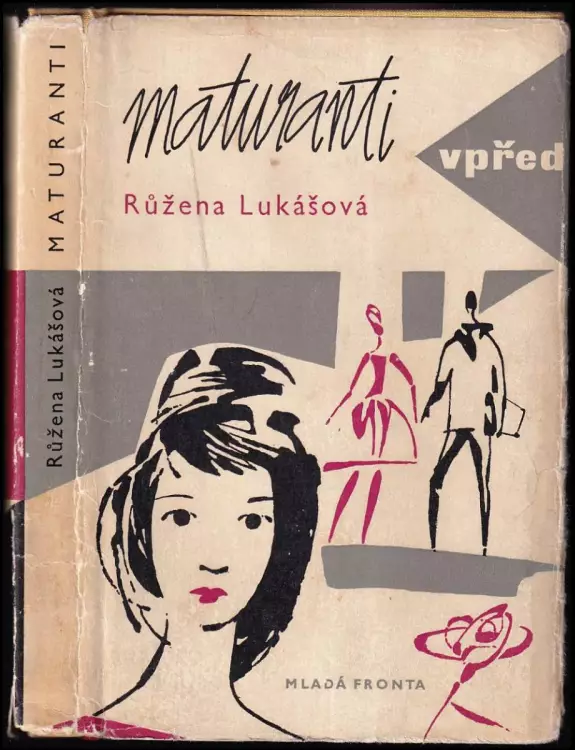 maturanti
vpřed
Růžena Lukášová
MLADÁ FRONTA
Růžena Lukášová MATURANTI